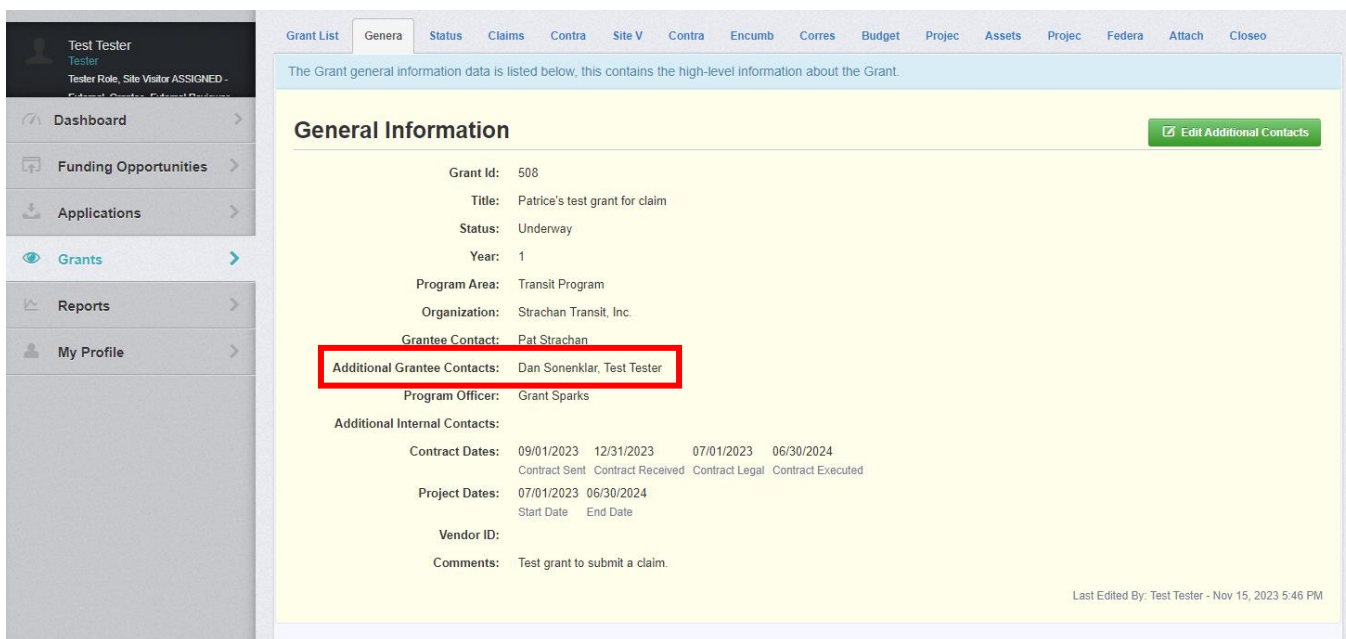 Test Tester
Tester
Tester Role, Site Visitor ASSIGNED -
Dashboard
Funding Opportunities
Applications
Grants
Reports
My Profile
Grant List Genera Status Claims Contra Site V Contra Encumb Corres Budget Projec Assets Projec Federa Attach Closeo
The Grant general information data is listed below, this contains the high-level information about the Grant.
General Information
Edit Additional Contacts
Grant Id: 508
Title: Patrice's test grant for claim
Status: Underway
Year: 1
Program Area: Transit Program
Organization: Strachan Transit, Inc.
Grantee Contact: Pat Strachan
Additional Grantee Contacts: Dan Sonenklar, Test Tester
Program Officer: Grant Sparks
Additional Internal Contacts:
Contract Dates: 09/01/2023 12/31/2023 07/01/2023 06/30/2024
Contract Sent Contract Received Contract Legal Contract Executed
Project Dates: 07/01/2023 06/30/2024
Start Date End Date
Vendor ID:
Comments: Test grant to submit a claim.
Last Edited By: Test Tester - Nov 15, 2023 5:46 PM